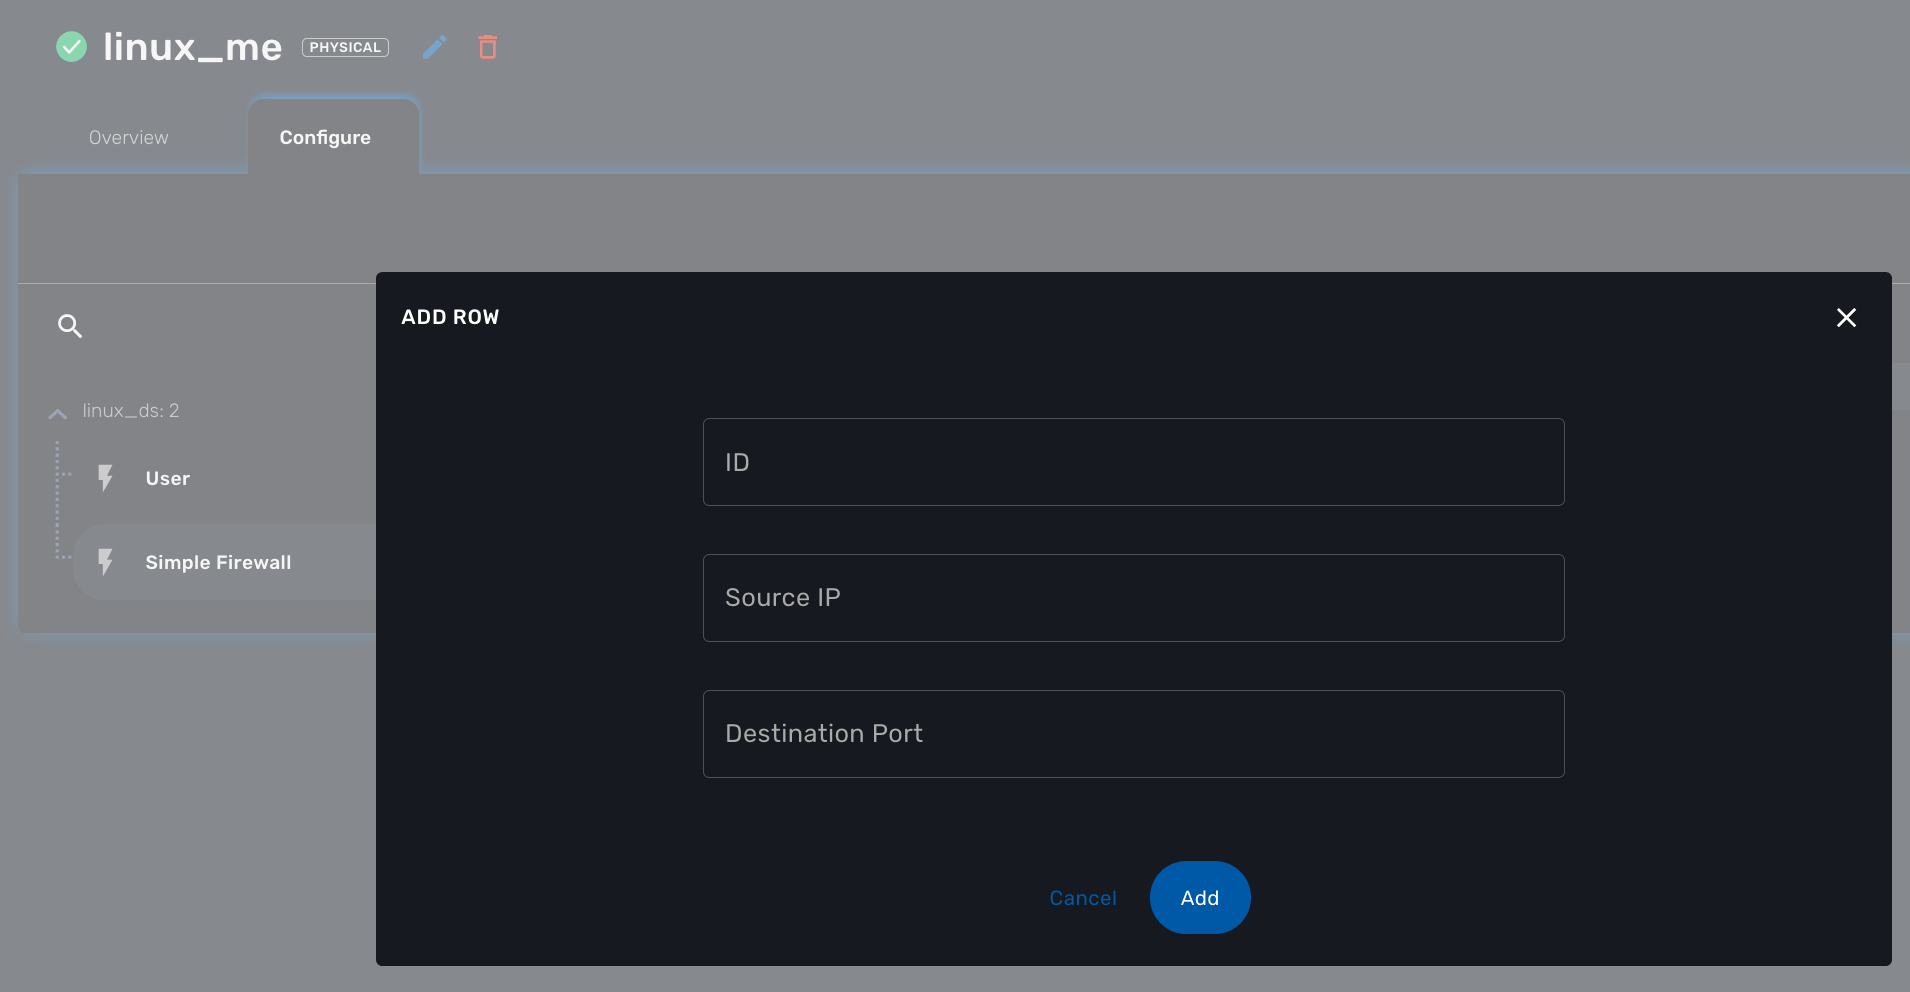 linux_me PHYSICAL
Overview Configure
ADD ROW
ID
linux_ds: 2
User
Simple Firewall
Source IP
Destination Port
Cancel Add